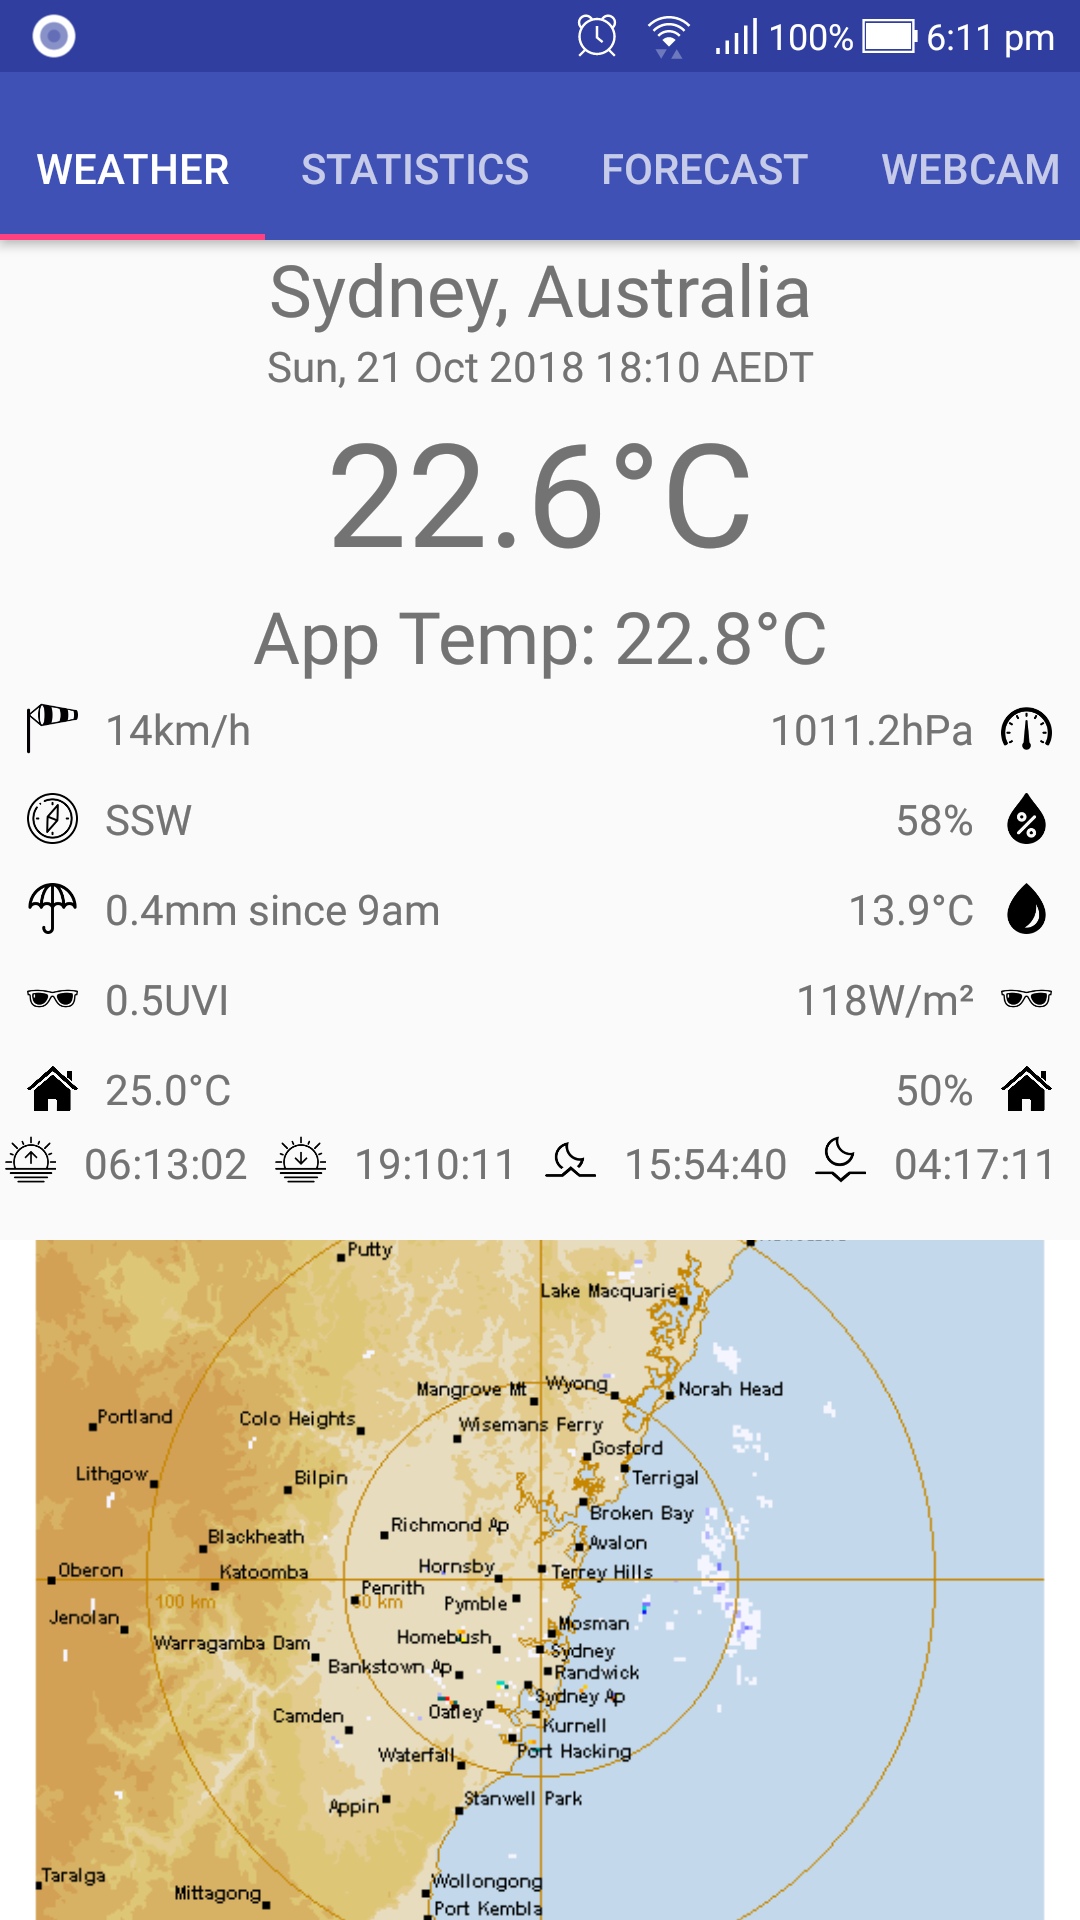 100% 6:11 pm
WEATHER STATISTICS FORECAST WEBCAM
Sydney, Australia
Sun, 21 Oct 2018 18:10 AEDT
22.6°C
App Temp: 22.8°C
14km/h 1011.2hPa
SSW 58%
0.4mm since 9am 13.9°C
0.5UVI 118W/m²
25.0°C 50%
06:13:02 19:10:11 15:54:40 04:17:11
Putty
Lake Macquarie
Mangrove Mt Wyong Norah Head
Portland Colo Heights Wisemans Ferry
Gosford
Lithgow Bilpin Terrigal
Broken Bay
Richmond Ap
Blackheath Avalon
Oberon Katoomba Hornsby Terrey Hills
Penrith
100 km km Pymble
Jenolan Mosman
Warragamba Dam Homebush Sydney
Bankstown Ap Randwick
Sydney Ap
Camden Oatley Kurnell
Waterfall Port Hacking
Appin Stanwell Park
Taralga Wollongong
Mittagong Port Kembla